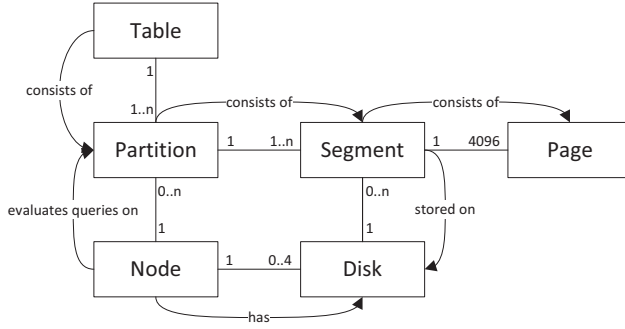 Table
1
consists of
1..n
consists of
consists of
Partition
1
1..n
Segment
1
4096
Page
0..n
0..n
evaluates queries on
stored on
1
1
Node
1
0..4
Disk
has